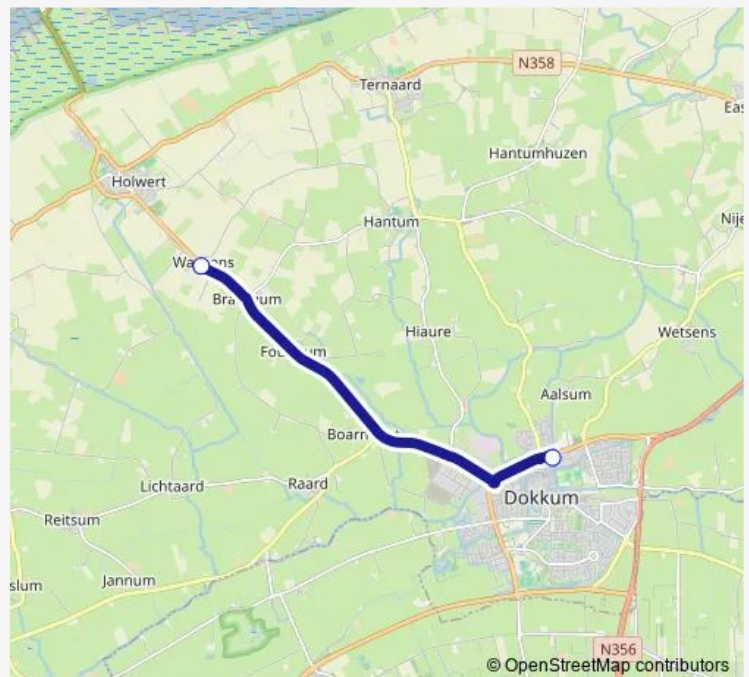 Ternaard
N358
Eas
Hantumhuzen
Holwert
Hantum
Nije
Hiaure
Wetsens
Aalsum
Lichtaard
Raard
Dokkum
Reitsum
slum
Jannum
N356
© OpenStreetMap contributors